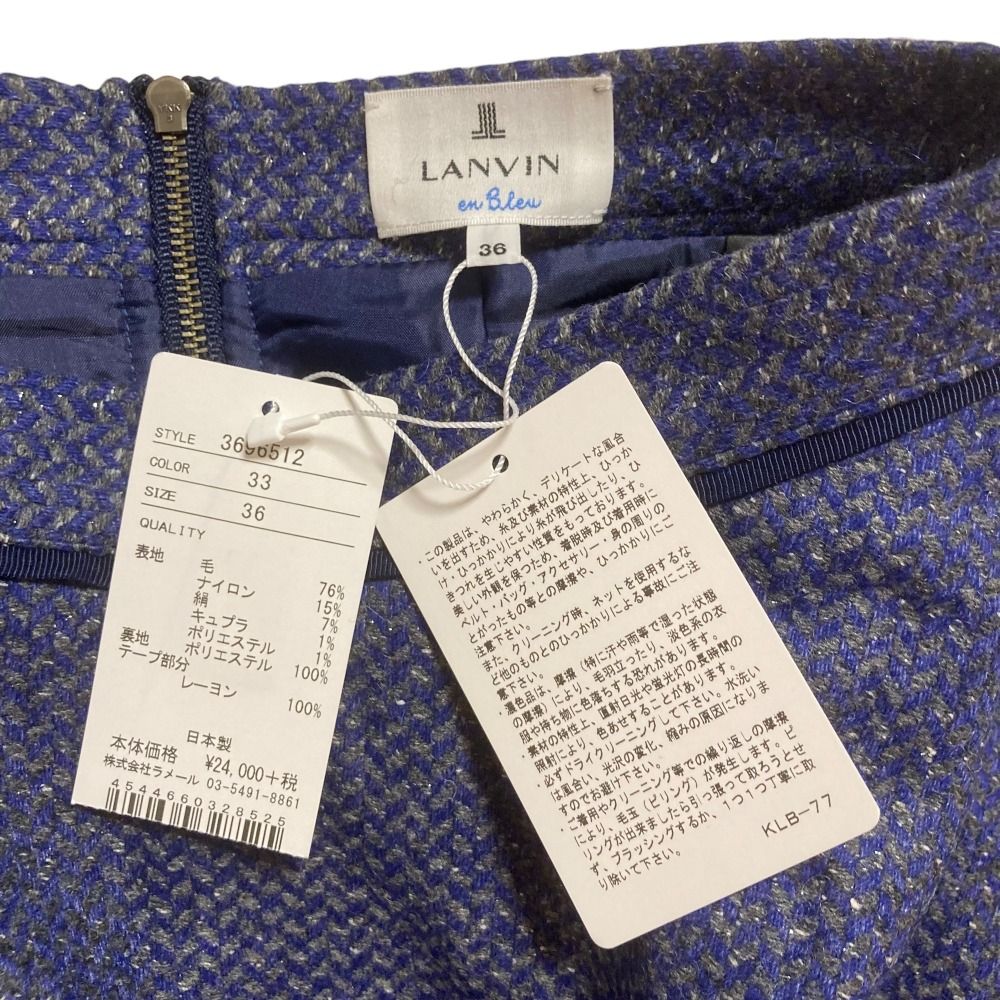 YKK
LANVIN
en Bleu
36
STYLE 3696512
COLOR 33
SIZE 36
QUALITY
表地 毛 76%
ナイロン 15%
絹 7%
キュプラ 1%
ポリエステル 1%
裏地 ポリエステル 100%
テープ部分
レーヨン 100%
日本製
本体価格 ¥24,000+税
株式会社ラメール 03-5491-8861
4544660328525
この製品は、やわらかく、デリケートな風合
いを出すため、糸及び素材の特性上、ひっか
け・ひっかかりにより糸が飛び出したり、ひ
きつれを生じやすい性質をもっております。
美しい外観を保つため、着脱時及び着用時に
ベルト・バッグ・アクセサリー・身の周りの
とがったもの等との摩擦や、ひっかかりにご
注意下さい。
また、クリーニング時、ネットを使用するな
ど他のものとのひっかかりによる事故にご注
意下さい。
・濃色品は、摩擦（特に汗や雨等で湿った状態
の摩擦）により、毛羽立ったり、淡色系の衣
服や持ち物に色落ちする恐れがあります。
素材の特性上、直射日光や蛍光灯の長時間の
照射により、色あせすることがあります。
・必ずドライクリーニングして下さい。水洗い
は風合い、光沢の変化、縮みの原因になりま
すのでお避け下さい。
・ご着用やクリーニング等での繰り返しの摩擦
により、毛玉（ピリング）が発生します。ピ
リングが出来ましたら引っ張って取ろうとせ
ず、ブラッシングするか、1つ1つ丁寧に取
り除いて下さい。
KLB-77